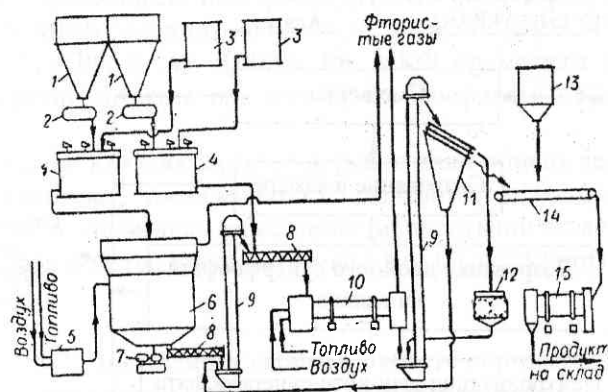 Фторис-
тые газы
1
1
2
2
3
3
4
4
Воздух
Топливо
5
6
7
8
9
8
10
Топливо
Воздух
9
11
12
13
14
15
Продукт
на склад